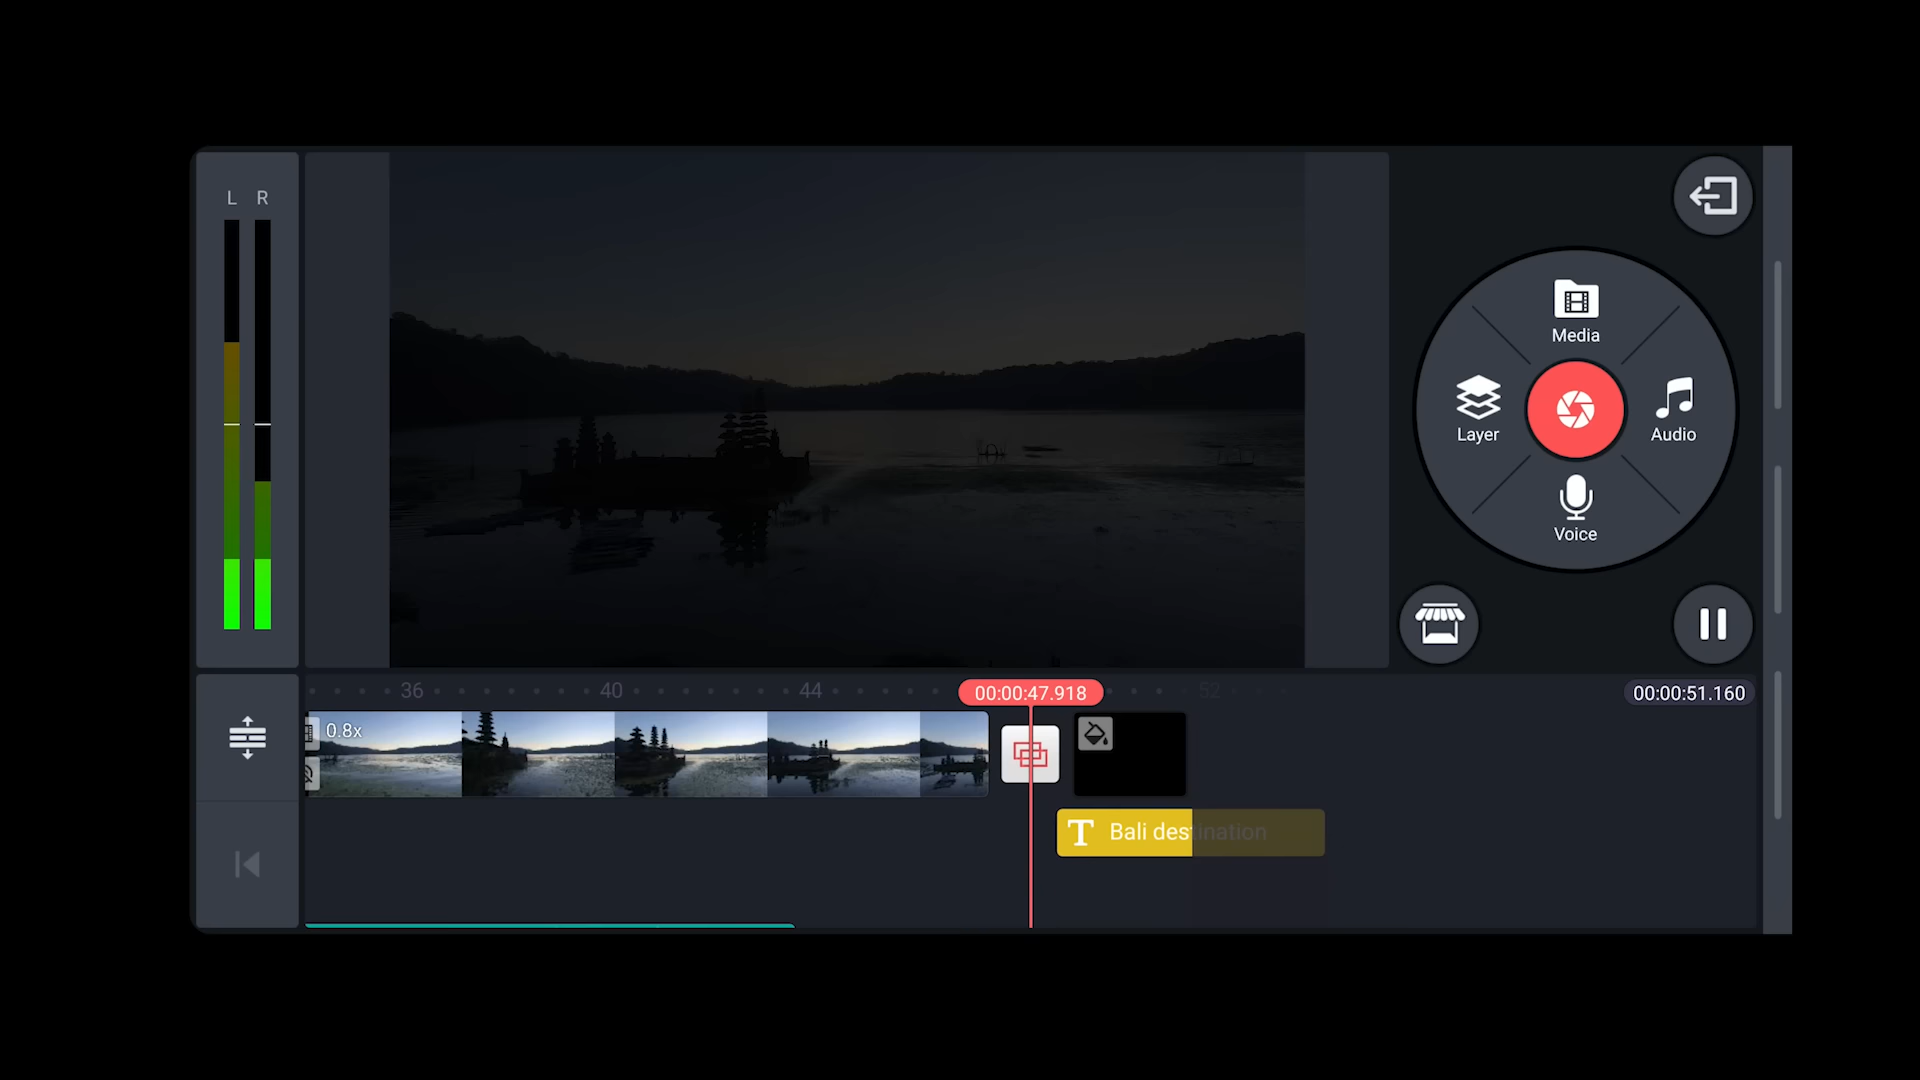 L R
Media
Layer
Audio
Voice
36 40 44 00:00:47.918 52 00:00:51.160
0.8x
T Bali destination